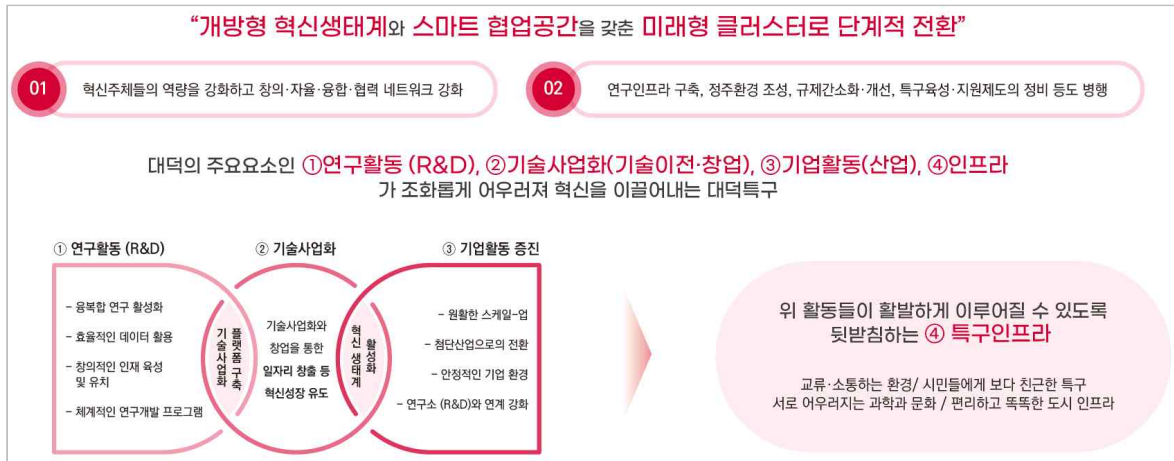 “개방형 혁신생태계와 스마트 협업공간을 갖춘 미래형 클러스터로 단계적 전환”
01 혁신주체들의 역량을 강화하고 창의·자율·융합·협력 네트워크 강화
02 연구인프라 구축, 정주환경 조성, 규제간소화·개선, 특구육성·지원제도의 정비 등도 병행
대덕의 주요요소인 ①연구활동 (R&D), ②기술사업화(기술이전·창업), ③기업활동(산업), ④인프라
가 조화롭게 어우러져 혁신을 이끌어내는 대덕특구
① 연구활동 (R&D)
- 융복합 연구 활성화
- 효율적인 데이터 활용
- 창의적인 인재 육성
및 유치
- 체계적인 연구개발 프로그램
기술사업화
플랫폼 구축
② 기술사업화
기술사업화와
창업을 통한
일자리 창출 등
혁신성장 유도
혁신 생태계
활성화
③ 기업활동 증진
- 원활한 스케일-업
- 첨단산업으로의 전환
- 안정적인 기업 환경
- 연구소 (R&D)와 연계 강화
위 활동들이 활발하게 이루어질 수 있도록
뒷받침하는 ④ 특구인프라
교류·소통하는 환경/ 시민들에게 보다 친근한 특구
서로 어우러지는 과학과 문화 / 편리하고 똑똑한 도시 인프라